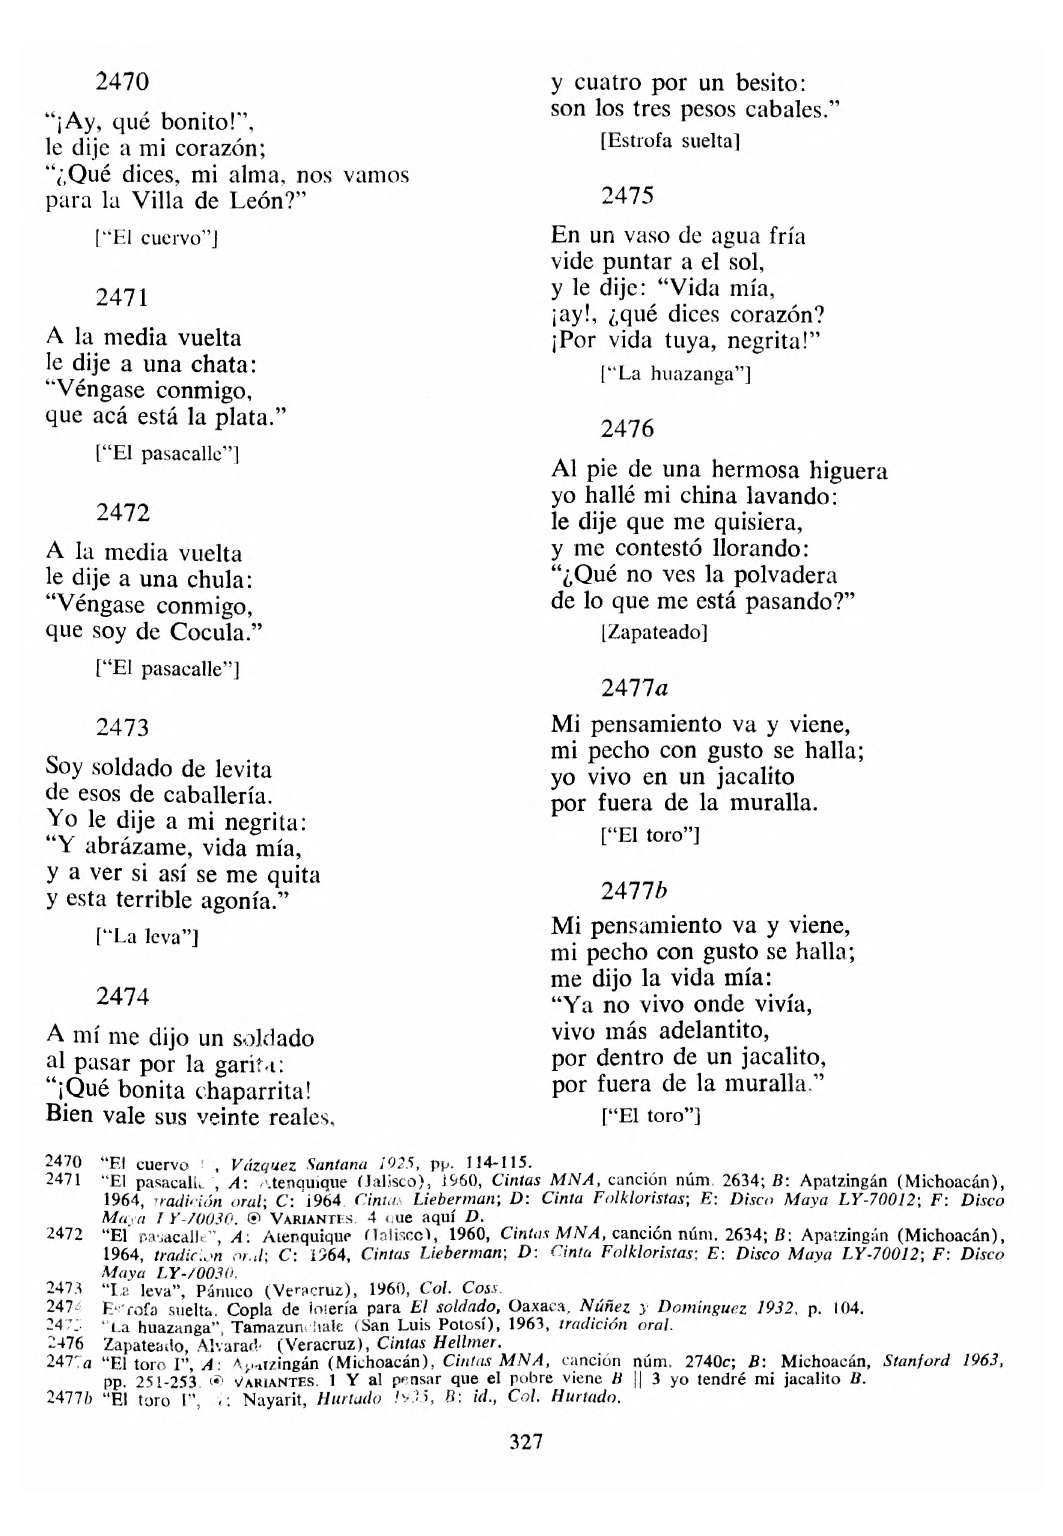 2470
“¡Ay, qué bonito!”,
le dije a mi corazón;
“¿Qué dices, mi alma, nos vamos
para la Villa de León?”
[“El cuervo”]
2471
A la media vuelta
le dije a una chata:
“Véngase conmigo,
que acá está la plata.”
[“El pasacalle”]
2472
A la media vuelta
le dije a una chula:
“Véngase conmigo,
que soy de Cocula.”
[“El pasacalle”]
2473
Soy soldado de levita
de esos de caballería.
Yo le dije a mi negrita:
“Y abrázame, vida mía,
y a ver si así se me quita
y esta terrible agonía.”
[“La leva”]
2474
A mí me dijo un soldado
al pasar por la garita:
“¡Qué bonita chaparrita!
Bien vale sus veinte reales,
y cuatro por un besito:
son los tres pesos cabales.”
[Estrofa suelta]
2475
En un vaso de agua fría
vide puntar a el sol,
y le dije: “Vida mía,
¡ay!, ¿qué dices corazón?
¡Por vida tuya, negrita!”
[“La huazanga”]
2476
Al pie de una hermosa higuera
yo hallé mi china lavando:
le dije que me quisiera,
y me contestó llorando:
“¿Qué no ves la polvadera
de lo que me está pasando?”
[Zapateado]
2477a
Mi pensamiento va y viene,
mi pecho con gusto se halla;
yo vivo en un jacalito
por fuera de la muralla.
[“El toro”]
2477b
Mi pensamiento va y viene,
mi pecho con gusto se halla;
me dijo la vida mía:
“Ya no vivo onde vivía,
vivo más adelantito,
por dentro de un jacalito,
por fuera de la muralla.”
[“El toro”]
2470 “El cuervo”, Vázquez Santana 1925, pp. 114-115.
2471 “El pasacalle”, A: Atenquique (Jalisco), 1960, Cintas MNA, canción núm. 2634; B: Apatzingán (Michoacán),
1964, tradición oral; C: 1964, Cintas Lieberman; D: Cinta Folkloristas; E: Disco Maya LY-70012; F: Disco
Maya LY-70030. ⊙ VARIANTES. 4 que aquí D.
2472 “El pasacalle”, A: Atenquique (Jalisco), 1960, Cintas MNA, canción núm. 2634; B: Apatzingán (Michoacán),
1964, tradición oral; C: 1964, Cintas Lieberman; D: Cinta Folkloristas; E: Disco Maya LY-70012; F: Disco
Maya LY-70030.
2473 “La leva”, Pánuco (Veracruz), 1960, Col. Coss.
2474 Estrofa suelta. Copla de lotería para El soldado, Oaxaca, Núñez y Domínguez 1932, p. 104.
2475 “La huazanga”, Tamazunchale (San Luis Potosí), 1963, tradición oral.
2476 Zapateado, Alvarado (Veracruz), Cintas Hellmer.
2477a “El toro I”, A: Apatzingán (Michoacán), Cintas MNA, canción núm. 2740c; B: Michoacán, Stanford 1963,
pp. 251-253. ⊙ VARIANTES. 1 Y al pensar que el pobre viene B || 3 yo tendré mi jacalito B.
2477b “El toro I”, Nayarit, Hurtado B: id., Col. Hurtado.
327